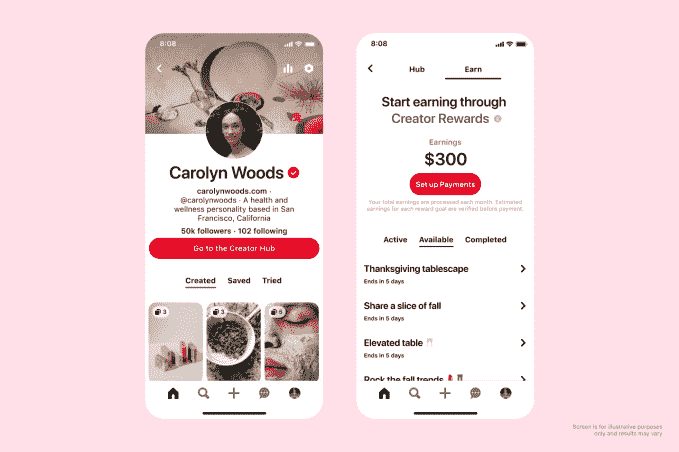 8:08
Carolyn Woods
carolynwoods.com ·
@carolynwoods · A health and
wellness personality based in San
Francisco, California
50k followers · 102 following
Go to the Creator Hub
Created Saved Tried
3
3
6
8:08
Hub Earn
Start earning through
Creator Rewards
Earnings
$300
Set up Payments
Your total earnings are processed each month. Estimated
earnings for each reward goal are verified before payment.
Active Available Completed
Thanksgiving tablescape
Ends in 5 days
Share a slice of fall
Ends in 5 days
Elevated table
Ends in 5 days
Rock the fall trends
Screen is for illustrative purposes
only and results may vary